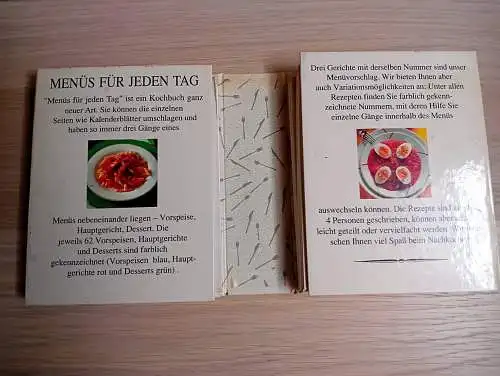 MENÜS FÜR JEDEN TAG
"Menüs für jeden Tag" ist ein Kochbuch ganz
neuer Art. Sie können die einzelnen
Seiten wie Kalenderblätter umschlagen und
haben so immer drei Gänge eines
Menüs nebeneinander liegen – Vorspeise,
Hauptgericht, Dessert. Die
jeweils 62 Vorspeisen, Hauptgerichte
und Desserts sind farblich
gekennzeichnet (Vorspeisen blau, Haupt-
gerichte rot und Desserts grün).
Drei Gerichte mit derselben Nummer sind unser
Menüvorschlag. Wir bieten Ihnen aber
auch Variationsmöglichkeiten an: Unter allen
Rezepten finden Sie farblich gekenn-
zeichnete Nummern, mit deren Hilfe Sie
einzelne Gänge innerhalb des Menüs
auswechseln können. Die Rezepte sind
4 Personen geschrieben, können aber
leicht geteilt oder vervielfacht werden.
schen Ihnen viel Spaß beim